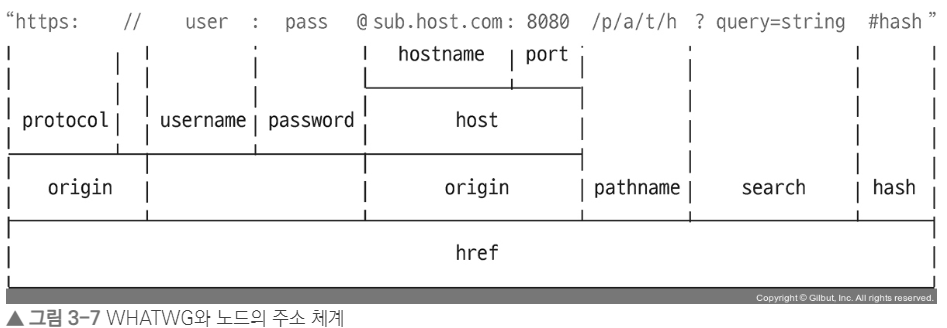 “https: // user : pass @ sub.host.com : 8080 /p/a/t/h ? query=string #hash ”
hostname port
protocol username password host
origin origin pathname search hash
href
Copyright © Gilbut, Inc. All rights reserved.
▲ 그림 3-7 WHATWG와 노드의 주소 체계